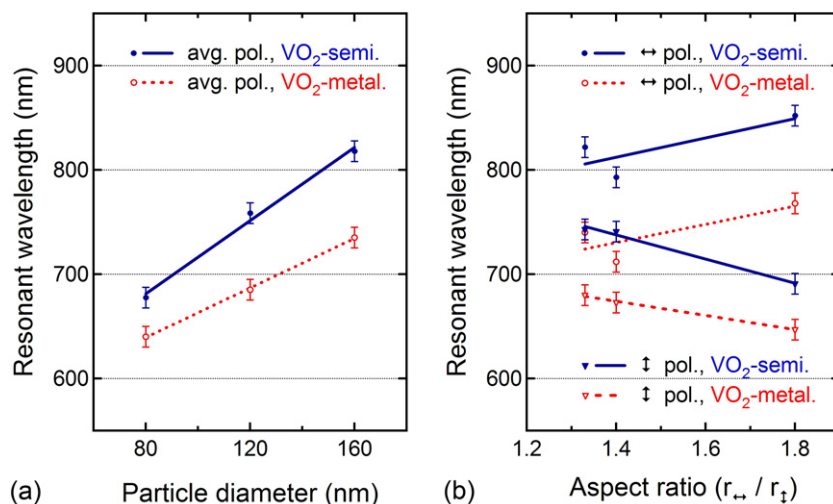 Resonant wavelength (nm)
900
800
700
600
avg. pol., VO₂-semi.
avg. pol., VO₂-metal.
80
120
160
(a)
Particle diameter (nm)
Resonant wavelength (nm)
900
800
700
600
↔ pol., VO₂-semi.
↔ pol., VO₂-metal.
↕ pol., VO₂-semi.
↕ pol., VO₂-metal.
1.2
1.4
1.6
1.8
(b)
Aspect ratio (r↔ / r↕)